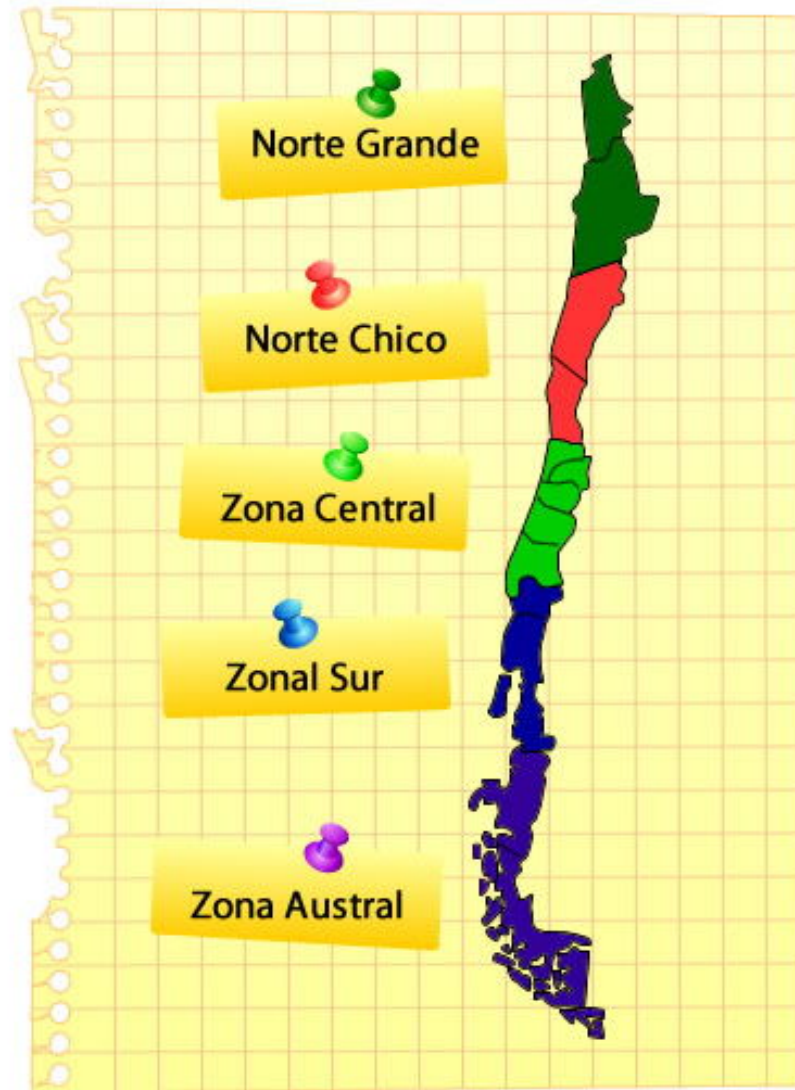 Norte Grande
Norte Chico
Zona Central
Zonal Sur
Zona Austral